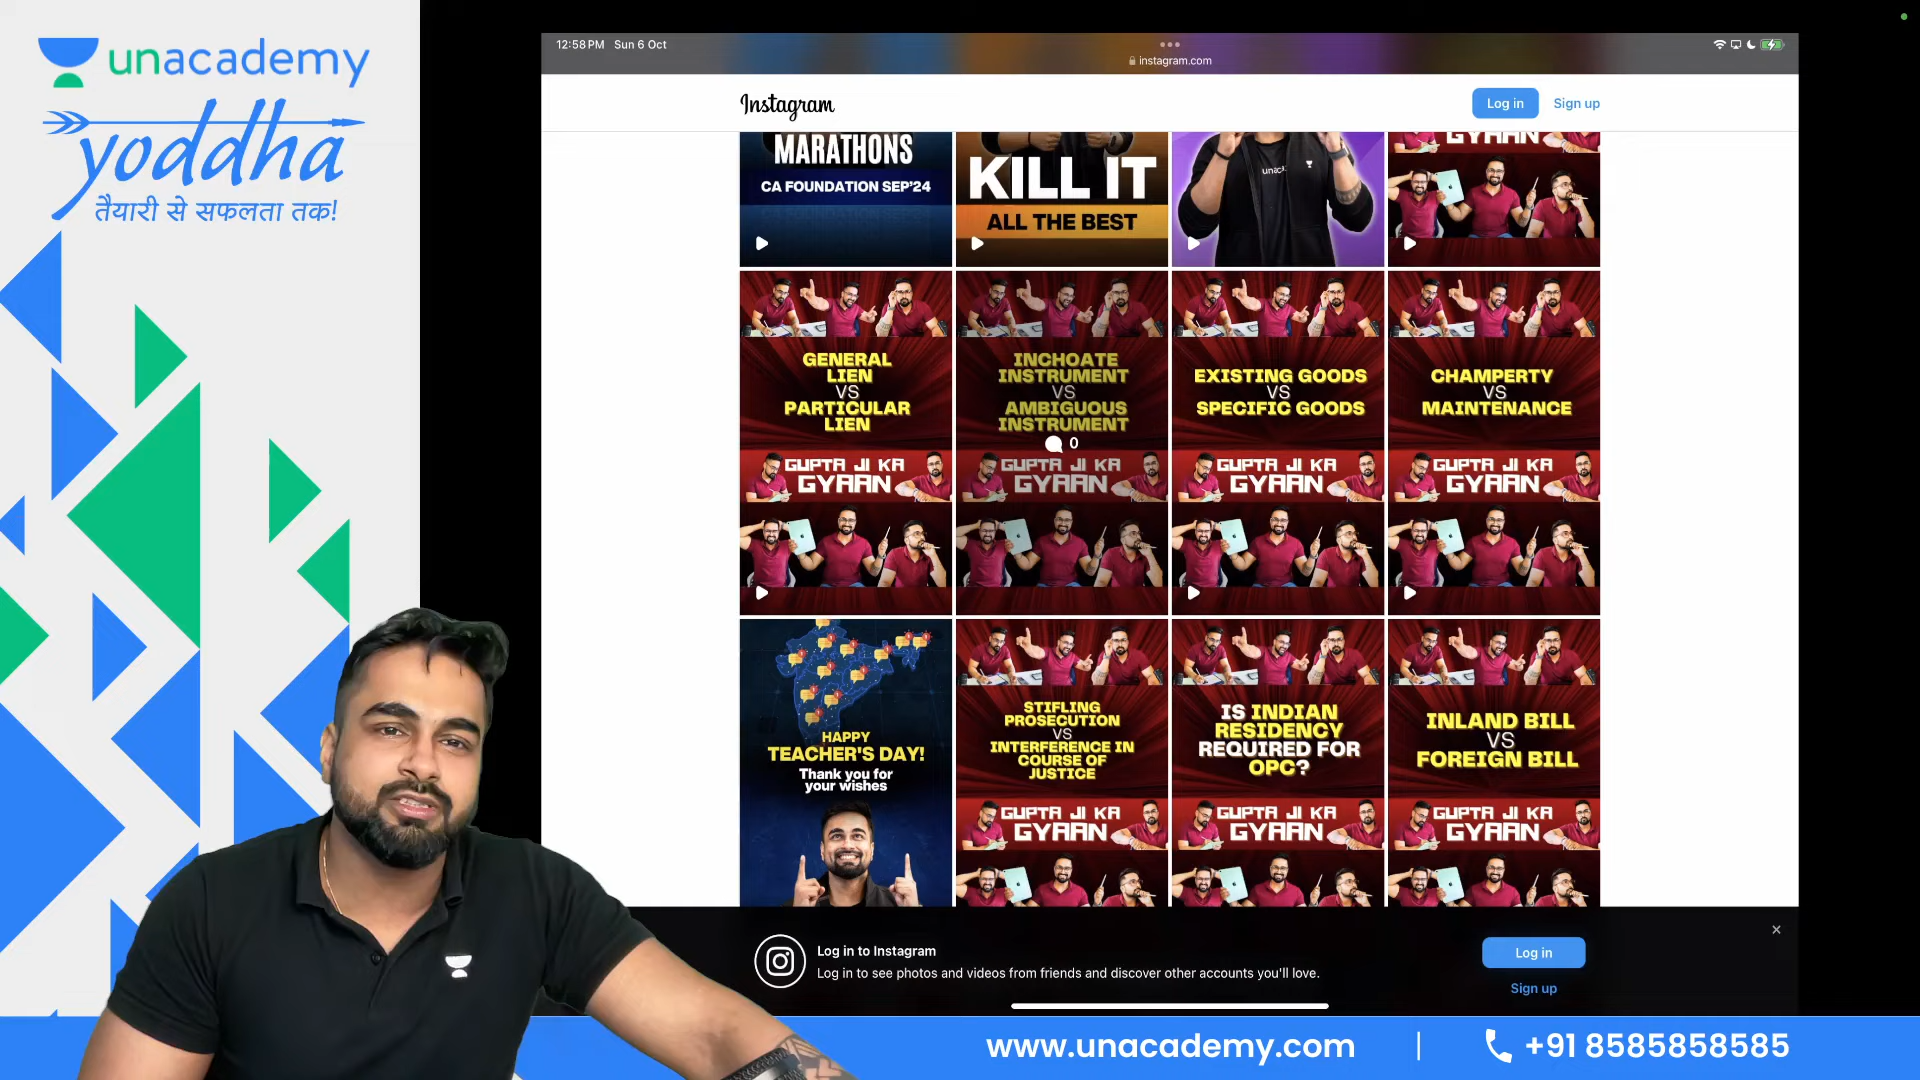 unacademy
yoddha
तैयारी से सफलता तक!
12:58 PM Sun 6 Oct
instagram.com
Instagram
Log in
Sign up
MARATHONS
CA FOUNDATION SEP'24
KILL IT
ALL THE BEST
GENERAL
LIEN
VS
PARTICULAR
LIEN
GUPTA JI KA
GYAAN
INCHOATE
INSTRUMENT
VS
AMBIGUOUS
INSTRUMENT
0
GUPTA JI KA
GYAAN
EXISTING GOODS
VS
SPECIFIC GOODS
GUPTA JI KA
GYAAN
CHAMPERTY
VS
MAINTENANCE
GUPTA JI KA
GYAAN
HAPPY
TEACHER'S DAY!
Thank you for
your wishes
STIFLING
PROSECUTION
VS
INTERFERENCE IN
COURSE OF
JUSTICE
GUPTA JI KA
GYAAN
IS INDIAN
RESIDENCY
REQUIRED FOR
OPC?
GUPTA JI KA
GYAAN
INLAND BILL
VS
FOREIGN BILL
GUPTA JI KA
GYAAN
Log in to Instagram
Log in to see photos and videos from friends and discover other accounts you'll love.
Log in
Sign up
www.unacademy.com | +91 8585858585